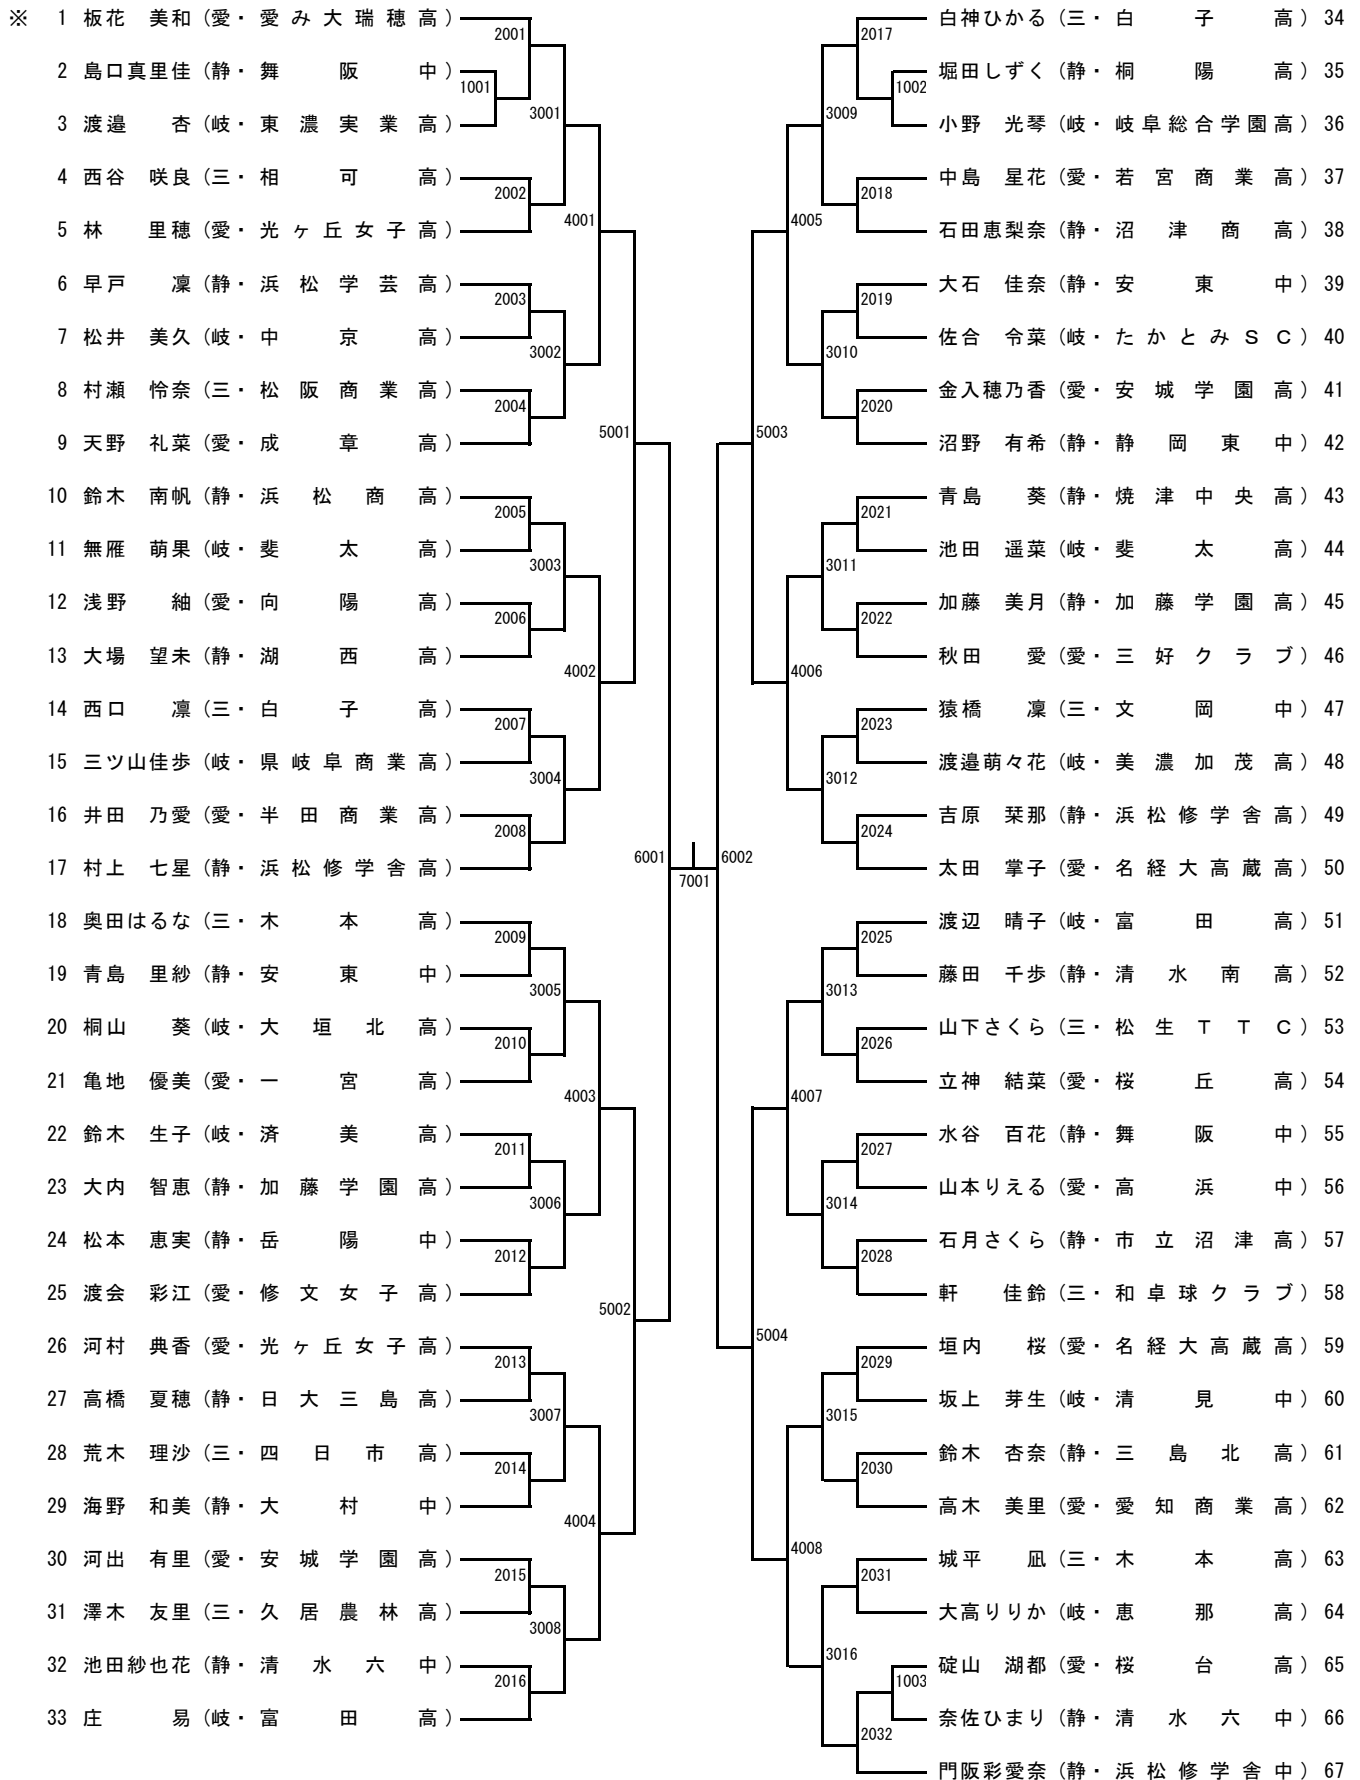 ※ 1 板花 美和 (愛・愛み大瑞穂高)
2 島口真里佳 (静・舞阪中)
3 渡邉 杏 (岐・東濃実業高)
4 西谷 咲良 (三・相可高)
5 林 里穂 (愛・光ヶ丘女子高)
6 早戸 凜 (静・浜松学芸高)
7 松井 美久 (岐・中京高)
8 村瀬 怜奈 (三・松阪商業高)
9 天野 礼菜 (愛・成章高)
10 鈴木 南帆 (静・浜松商高)
11 無雁 萌果 (岐・斐太高)
12 浅野 紬 (愛・向陽高)
13 大場 望未 (静・湖西高)
14 西口 凛 (三・白子高)
15 三ツ山佳歩 (岐・県岐阜商業高)
16 井田 乃愛 (愛・半田商業高)
17 村上 七星 (静・浜松修学舎高)
18 奥田はるな (三・木本高)
19 青島 里紗 (静・安東中)
20 桐山 葵 (岐・大垣北高)
21 亀地 優美 (愛・一宮高)
22 鈴木 生子 (岐・済美高)
23 大内 智恵 (静・加藤学園高)
24 松本 恵実 (静・岳陽中)
25 渡会 彩江 (愛・修文女子高)
26 河村 典香 (愛・光ヶ丘女子高)
27 高橋 夏穂 (静・日大三島高)
28 荒木 理沙 (三・四日市高)
29 海野 和美 (静・大村中)
30 河出 有里 (愛・安城学園高)
31 澤木 友里 (三・久居農林高)
32 池田紗也花 (静・清水六中)
33 庄 易 (岐・富田高)
1001
2001
2002
2003
2004
2005
2006
2007
2008
2009
2010
2011
2012
2013
2014
2015
2016
3001
3002
3003
3004
3005
3006
3007
3008
4001
4002
4003
4004
5001
5002
6001
7001
6002
5003
5004
4005
4006
4007
4008
3009
3010
3011
3012
3013
3014
3015
3016
2017
2018
2019
2020
2021
2022
2023
2024
2025
2026
2027
2028
2029
2030
2031
2032
1002
1003
白神ひかる (三・白子高) 34
堀田しずく (静・桐陽高) 35
小野 光琴 (岐・岐阜総合学園高) 36
中島 星花 (愛・若宮商業高) 37
石田恵梨奈 (静・沼津商高) 38
大石 佳奈 (静・安東中) 39
佐合 令菜 (岐・たかとみSC) 40
金入穂乃香 (愛・安城学園高) 41
沼野 有希 (静・静岡東中) 42
青島 葵 (静・焼津中央高) 43
池田 遥菜 (岐・斐太高) 44
加藤 美月 (静・加藤学園高) 45
秋田 愛 (愛・三好クラブ) 46
猿橋 凜 (三・文岡中) 47
渡邉萌々花 (岐・美濃加茂高) 48
吉原 栞那 (静・浜松修学舎高) 49
太田 掌子 (愛・名経大高蔵高) 50
渡辺 晴子 (岐・富田高) 51
藤田 千歩 (静・清水南高) 52
山下さくら (三・松生TTC) 53
立神 結菜 (愛・桜丘高) 54
水谷 百花 (静・舞阪中) 55
山本りえる (愛・高浜中) 56
石月さくら (静・市立沼津高) 57
軒 佳鈴 (三・和卓球クラブ) 58
垣内 桜 (愛・名経大高蔵高) 59
坂上 芽生 (岐・清見中) 60
鈴木 杏奈 (静・三島北高) 61
高木 美里 (愛・愛知商業高) 62
城平 凪 (三・木本高) 63
大高りりか (岐・恵那高) 64
碇山 湖都 (愛・桜台高) 65
奈佐ひまり (静・清水六中) 66
門阪彩愛奈 (静・浜松修学舎中) 67